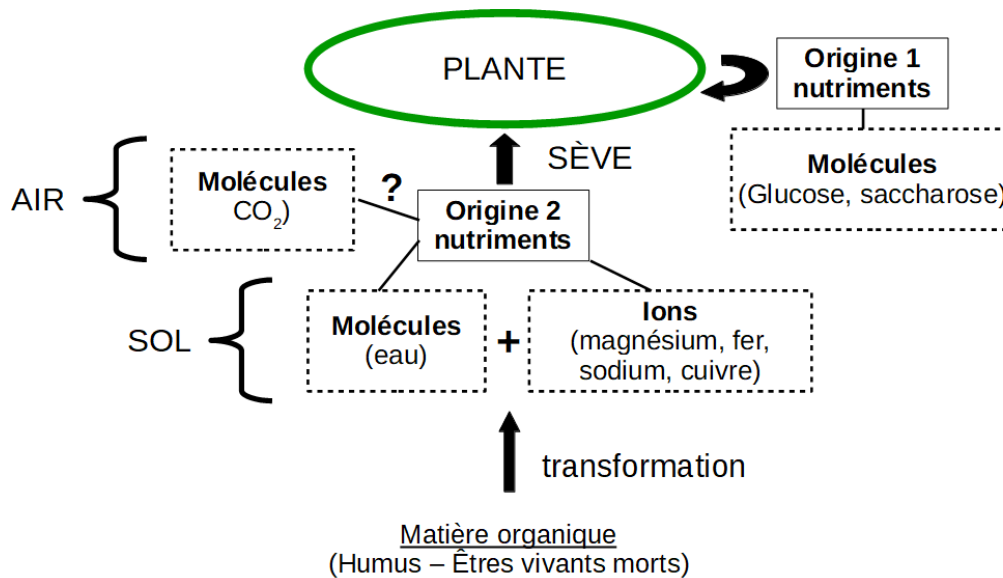 PLANTE
Origine 1
nutriments
Molécules
(Glucose, saccharose)
SÈVE
AIR
Molécules
CO2)
?
Origine 2
nutriments
SOL
Molécules
(eau)
+
Ions
(magnésium, fer,
sodium, cuivre)
transformation
Matière organique
(Humus – Êtres vivants morts)